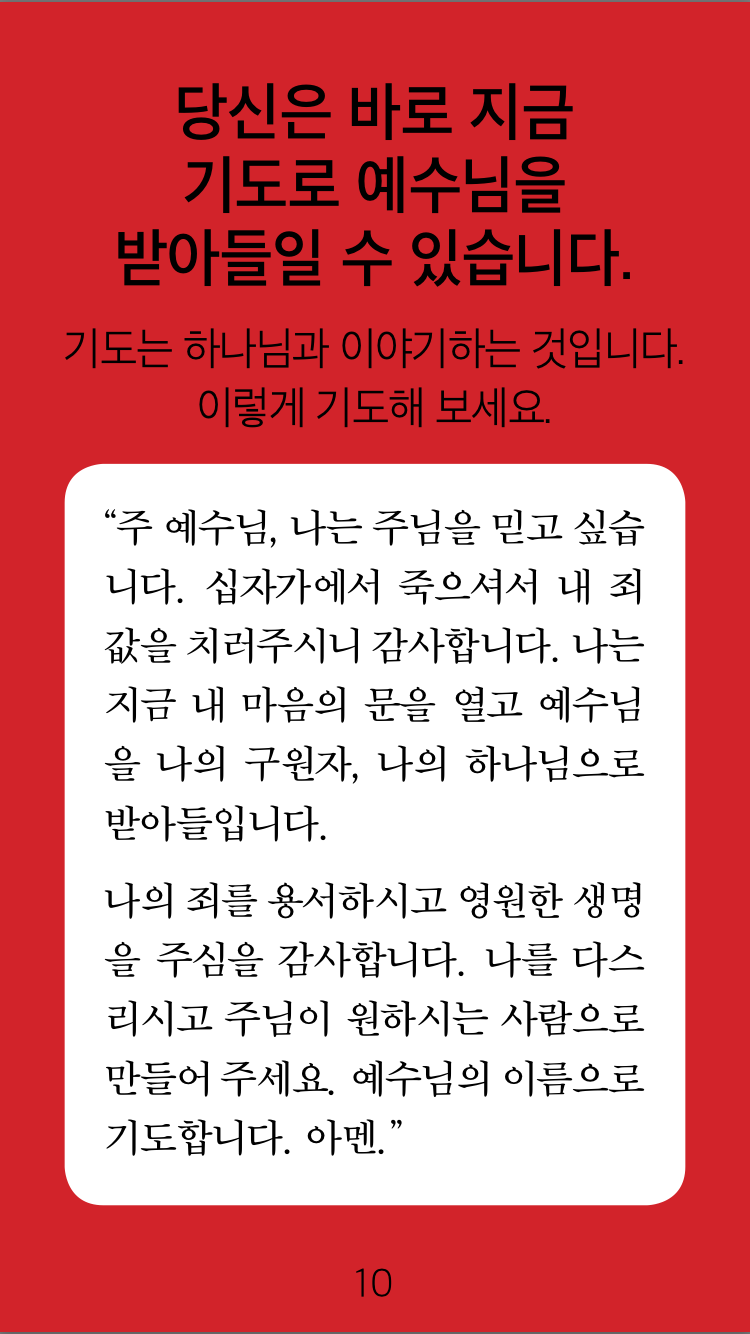 당신은 바로 지금
기도로 예수님을
받아들일 수 있습니다.
기도는 하나님과 이야기하는 것입니다.
이렇게 기도해 보세요.
“주 예수님, 나는 주님을 믿고 싶습
니다. 십자가에서 죽으셔서 내 죄
값을 치러주시니 감사합니다. 나는
지금 내 마음의 문을 열고 예수님
을 나의 구원자, 나의 하나님으로
받아들입니다.
나의 죄를 용서하시고 영원한 생명
을 주심을 감사합니다. 나를 다스
리시고 주님이 원하시는 사람으로
만들어 주세요. 예수님의 이름으로
기도합니다. 아멘.”
10